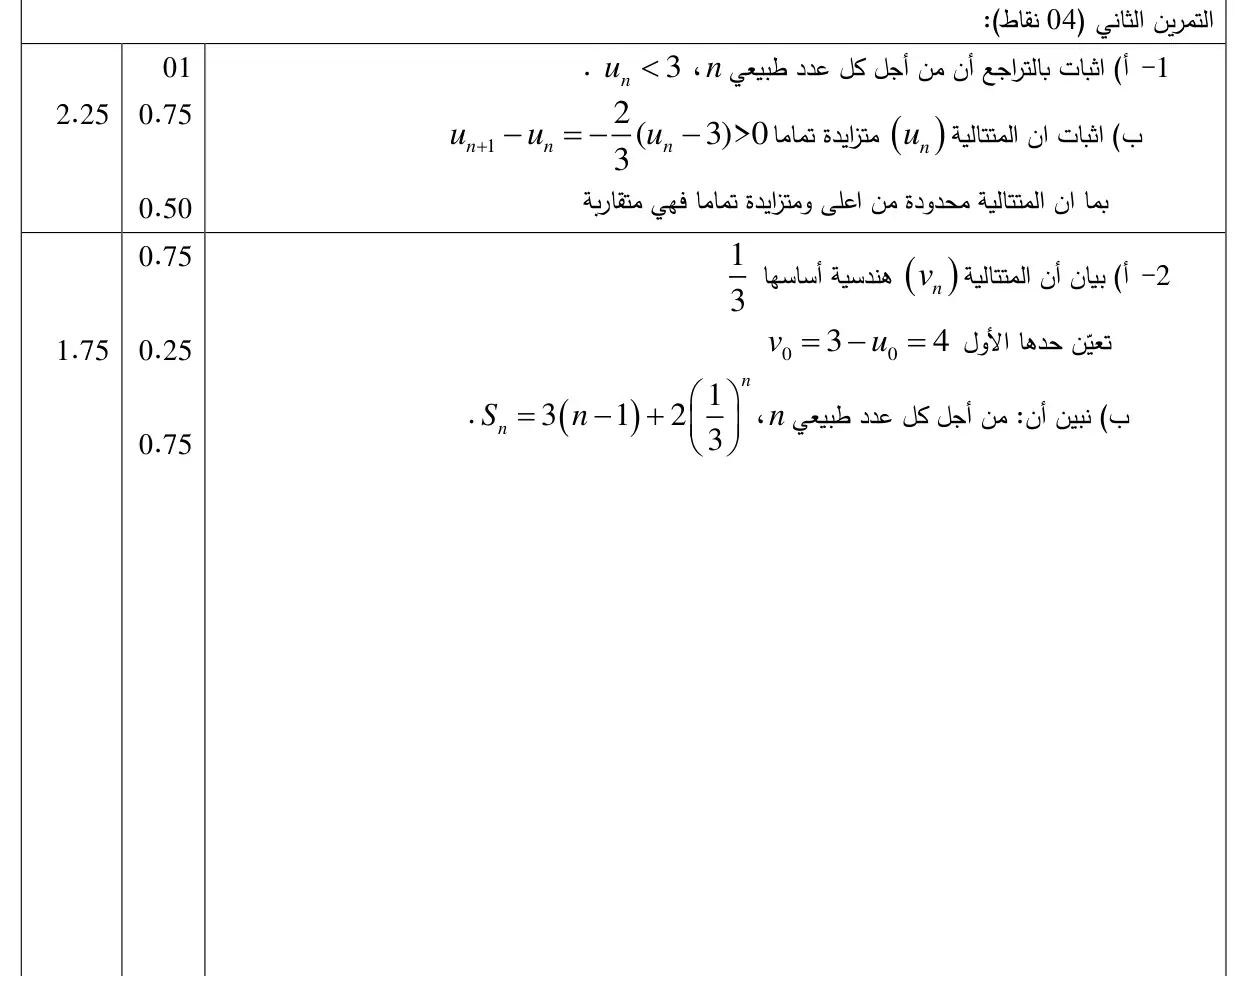 التمرين الثاني (04 نقاط):
1- أ) اثبات بالتراجع أن من أجل كل عدد طبيعي n، u_n < 3 . 01
ب) اثبات ان المتتالية (u_n) متزايدة تماما u_{n+1} − u_n = −2/3 (u_n − 3)>0 0.75 2.25
بما ان المتتالية محدودة من اعلى ومتزايدة تماما فهي متقاربة 0.50
2- أ) بيان أن المتتالية (v_n) هندسية أساسها 1/3 0.75
تعيّن حدها الأول v_0 = 3 − u_0 = 4 0.25 1.75
ب) نبين أن: من أجل كل عدد طبيعي n، S_n = 3(n−1) + 2(1/3)^n . 0.75